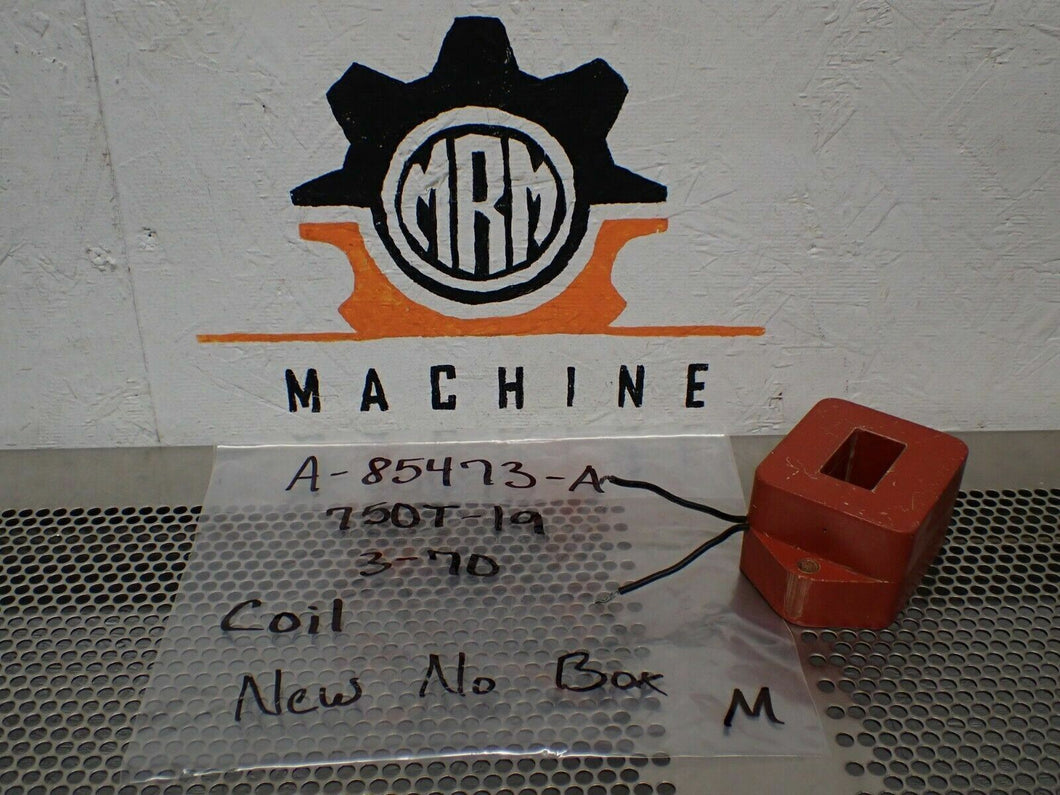 MRM
MACHINE
A-85473-A
750T-19
3-70
Coil
New No Box M